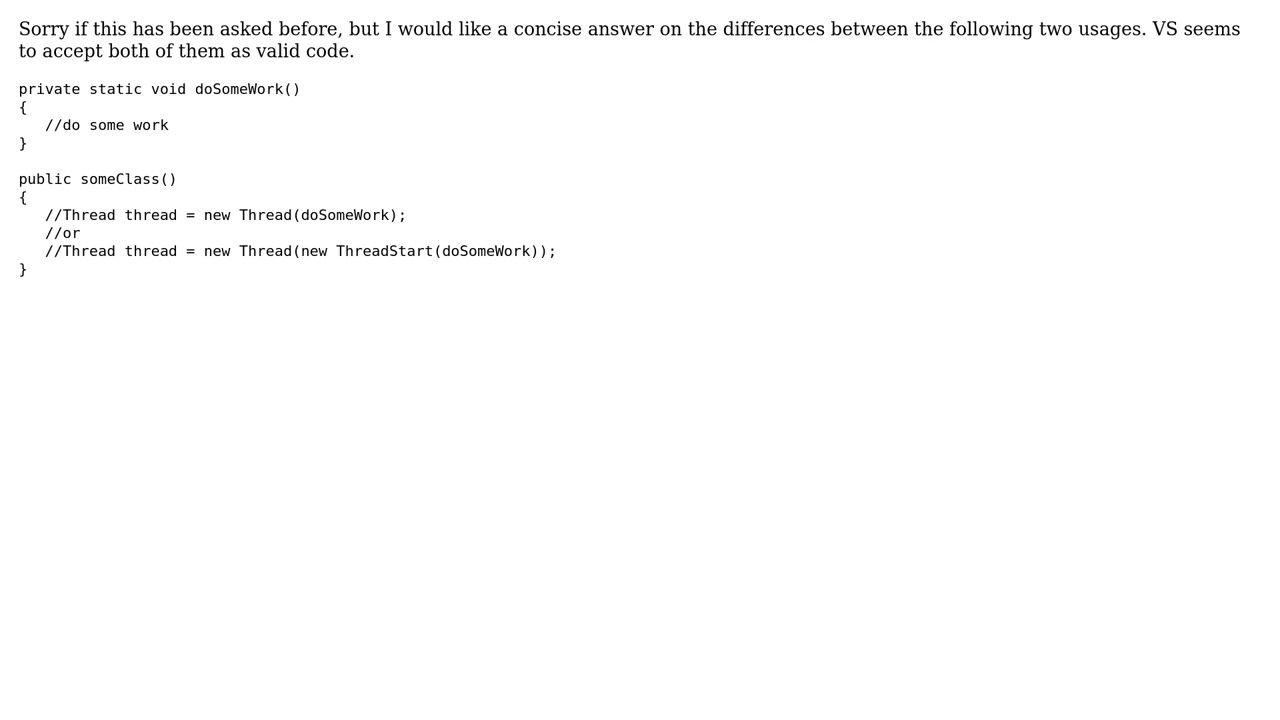 Sorry if this has been asked before, but I would like a concise answer on the differences between the following two usages. VS seems
to accept both of them as valid code.
private static void doSomeWork()
{
   //do some work
}
public someClass()
{
   //Thread thread = new Thread(doSomeWork);
   //or
   //Thread thread = new Thread(new ThreadStart(doSomeWork));
}